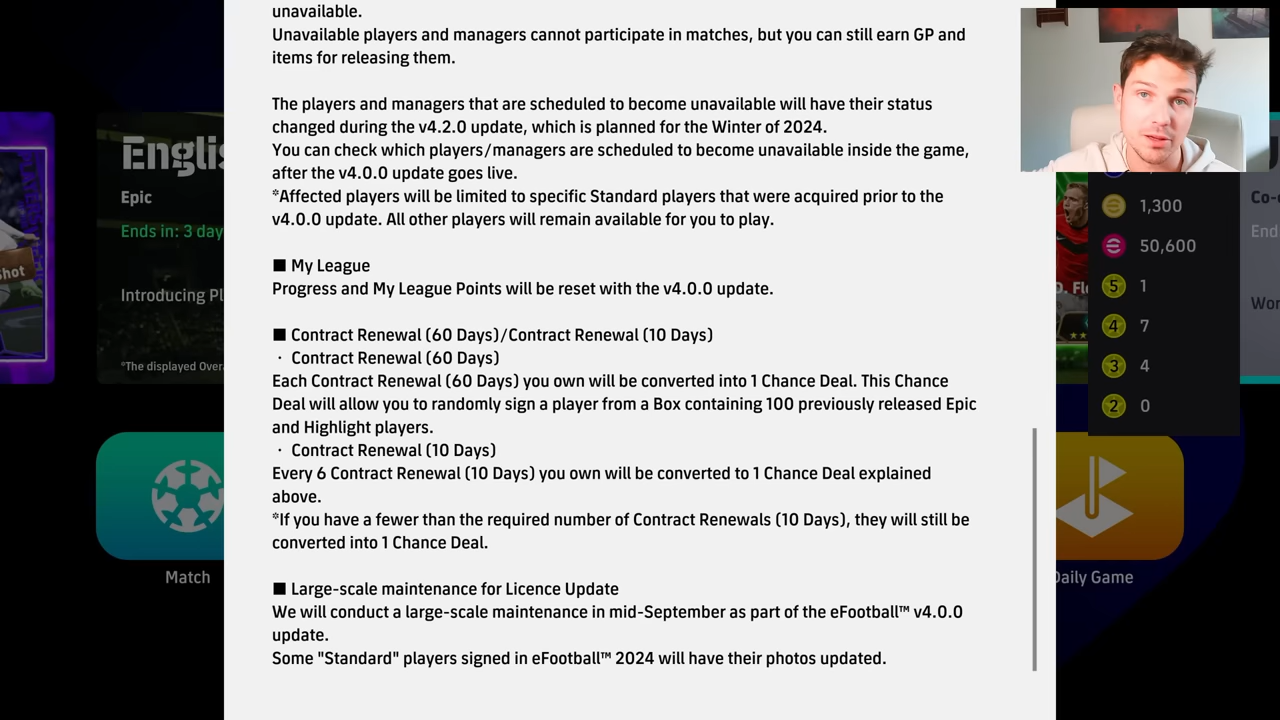 unavailable.
Unavailable players and managers cannot participate in matches, but you can still earn GP and
items for releasing them.
The players and managers that are scheduled to become unavailable will have their status
changed during the v4.2.0 update, which is planned for the Winter of 2024.
You can check which players/managers are scheduled to become unavailable inside the game,
after the v4.0.0 update goes live.
*Affected players will be limited to specific Standard players that were acquired prior to the
v4.0.0 update. All other players will remain available for you to play.
■ My League
Progress and My League Points will be reset with the v4.0.0 update.
■ Contract Renewal (60 Days)/Contract Renewal (10 Days)
・ Contract Renewal (60 Days)
Each Contract Renewal (60 Days) you own will be converted into 1 Chance Deal. This Chance
Deal will allow you to randomly sign a player from a Box containing 100 previously released Epic
and Highlight players.
・ Contract Renewal (10 Days)
Every 6 Contract Renewal (10 Days) you own will be converted to 1 Chance Deal explained
above.
*If you have a fewer than the required number of Contract Renewals (10 Days), they will still be
converted into 1 Chance Deal.
■ Large-scale maintenance for Licence Update
We will conduct a large-scale maintenance in mid-September as part of the eFootball™ v4.0.0
update.
Some "Standard" players signed in eFootball™ 2024 will have their photos updated.
Shot
Englis
Epic
Ends in: 3 day
Introducing Pl
*The displayed Overa
Match
1,300
50,600
5 1
4 7
3 4
2 0
D. Fl
Co-
End
Wor
Daily Game